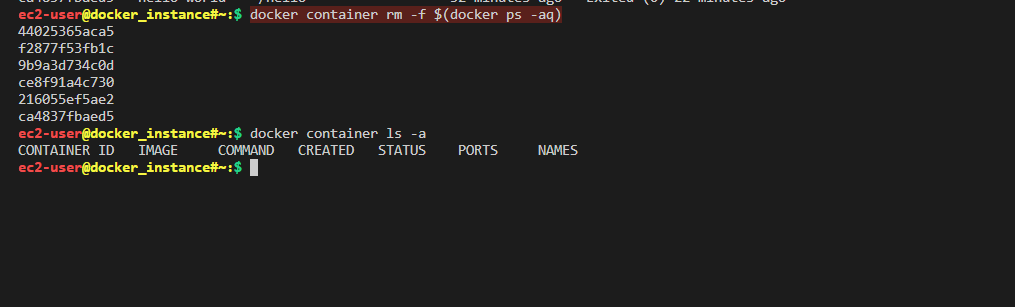 ec2-user@docker_instance#~:$ docker container rm -f $(docker ps -aq)
44025365aca5
f2877f53fb1c
9b9a3d734c0d
ce8f91a4c730
216055ef5ae2
ca4837fbaed5
ec2-user@docker_instance#~:$ docker container ls -a
CONTAINER ID   IMAGE     COMMAND   CREATED   STATUS    PORTS     NAMES
ec2-user@docker_instance#~:$